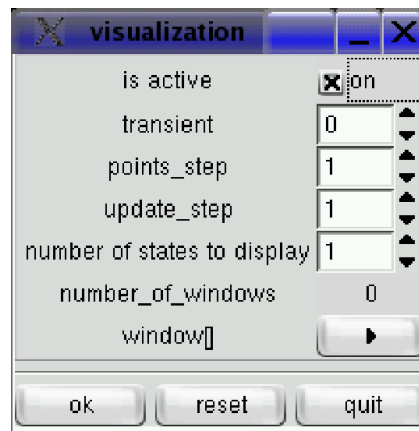 visualization
is active on
transient 0
points_step 1
update_step 1
number of states to display 1
number_of_windows 0
window[]
ok reset quit